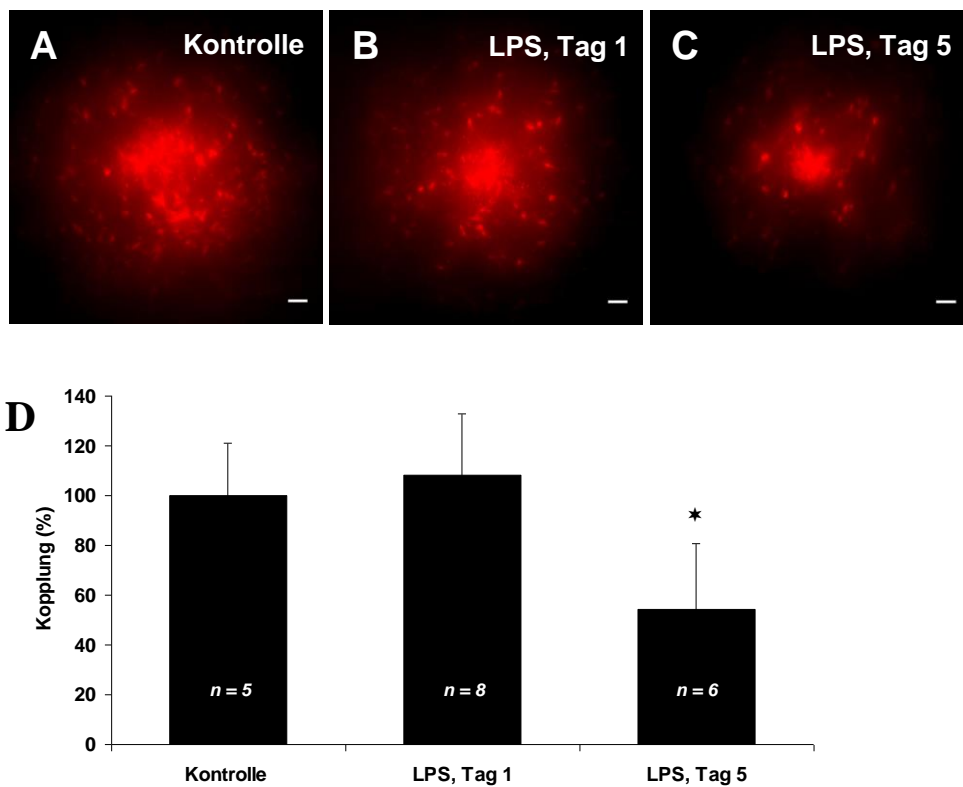 A Kontrolle
B LPS, Tag 1
C LPS, Tag 5
D
Kopplung (%)
140
120
100
80
60
40
20
0
n = 5
n = 8
n = 6
Kontrolle
LPS, Tag 1
LPS, Tag 5